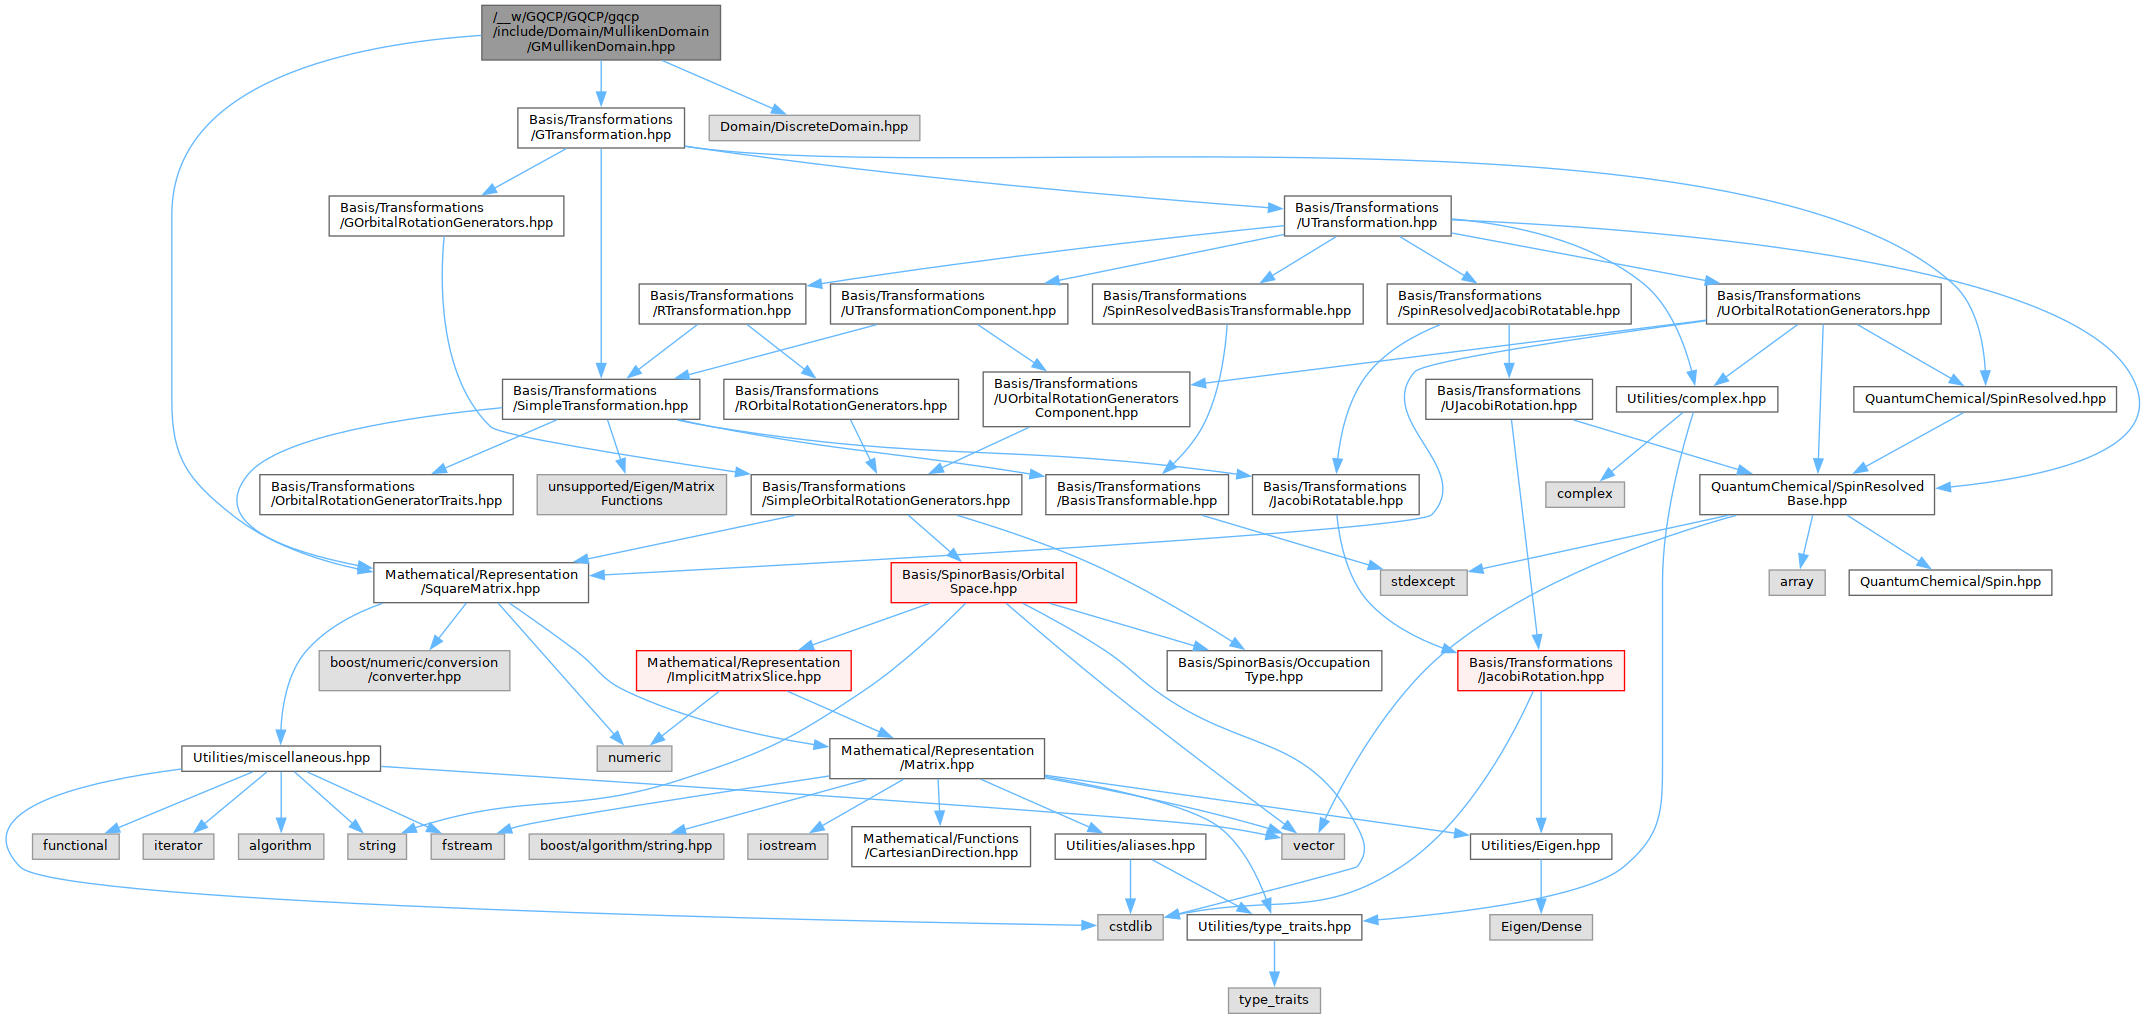 /__w/GQCP/GQCP/gqcp
/include/Domain/MullikenDomain
/GMullikenDomain.hpp
Basis/Transformations
/GTransformation.hpp
Domain/DiscreteDomain.hpp
Basis/Transformations
/GOrbitalRotationGenerators.hpp
Basis/Transformations
/UTransformation.hpp
Basis/Transformations
/RTransformation.hpp
Basis/Transformations
/UTransformationComponent.hpp
Basis/Transformations
/SpinResolvedBasisTransformable.hpp
Basis/Transformations
/SpinResolvedJacobiRotatable.hpp
Basis/Transformations
/UOrbitalRotationGenerators.hpp
Basis/Transformations
/SimpleTransformation.hpp
Basis/Transformations
/ROrbitalRotationGenerators.hpp
Basis/Transformations
/UOrbitalRotationGenerators
Component.hpp
Basis/Transformations
/UJacobiRotation.hpp
Utilities/complex.hpp
QuantumChemical/SpinResolved.hpp
Basis/Transformations
/OrbitalRotationGeneratorTraits.hpp
unsupported/Eigen/Matrix
Functions
Basis/Transformations
/SimpleOrbitalRotationGenerators.hpp
Basis/Transformations
/BasisTransformable.hpp
Basis/Transformations
/JacobiRotatable.hpp
complex
QuantumChemical/SpinResolved
Base.hpp
Mathematical/Representation
/SquareMatrix.hpp
Basis/SpinorBasis/Orbital
Space.hpp
stdexcept
array
QuantumChemical/Spin.hpp
boost/numeric/conversion
/converter.hpp
Mathematical/Representation
/ImplicitMatrixSlice.hpp
Basis/SpinorBasis/Occupation
Type.hpp
Basis/Transformations
/JacobiRotation.hpp
Utilities/miscellaneous.hpp
numeric
Mathematical/Representation
/Matrix.hpp
functional
iterator
algorithm
string
fstream
boost/algorithm/string.hpp
iostream
Mathematical/Functions
/CartesianDirection.hpp
Utilities/aliases.hpp
vector
Utilities/Eigen.hpp
cstdlib
Utilities/type_traits.hpp
Eigen/Dense
type_traits